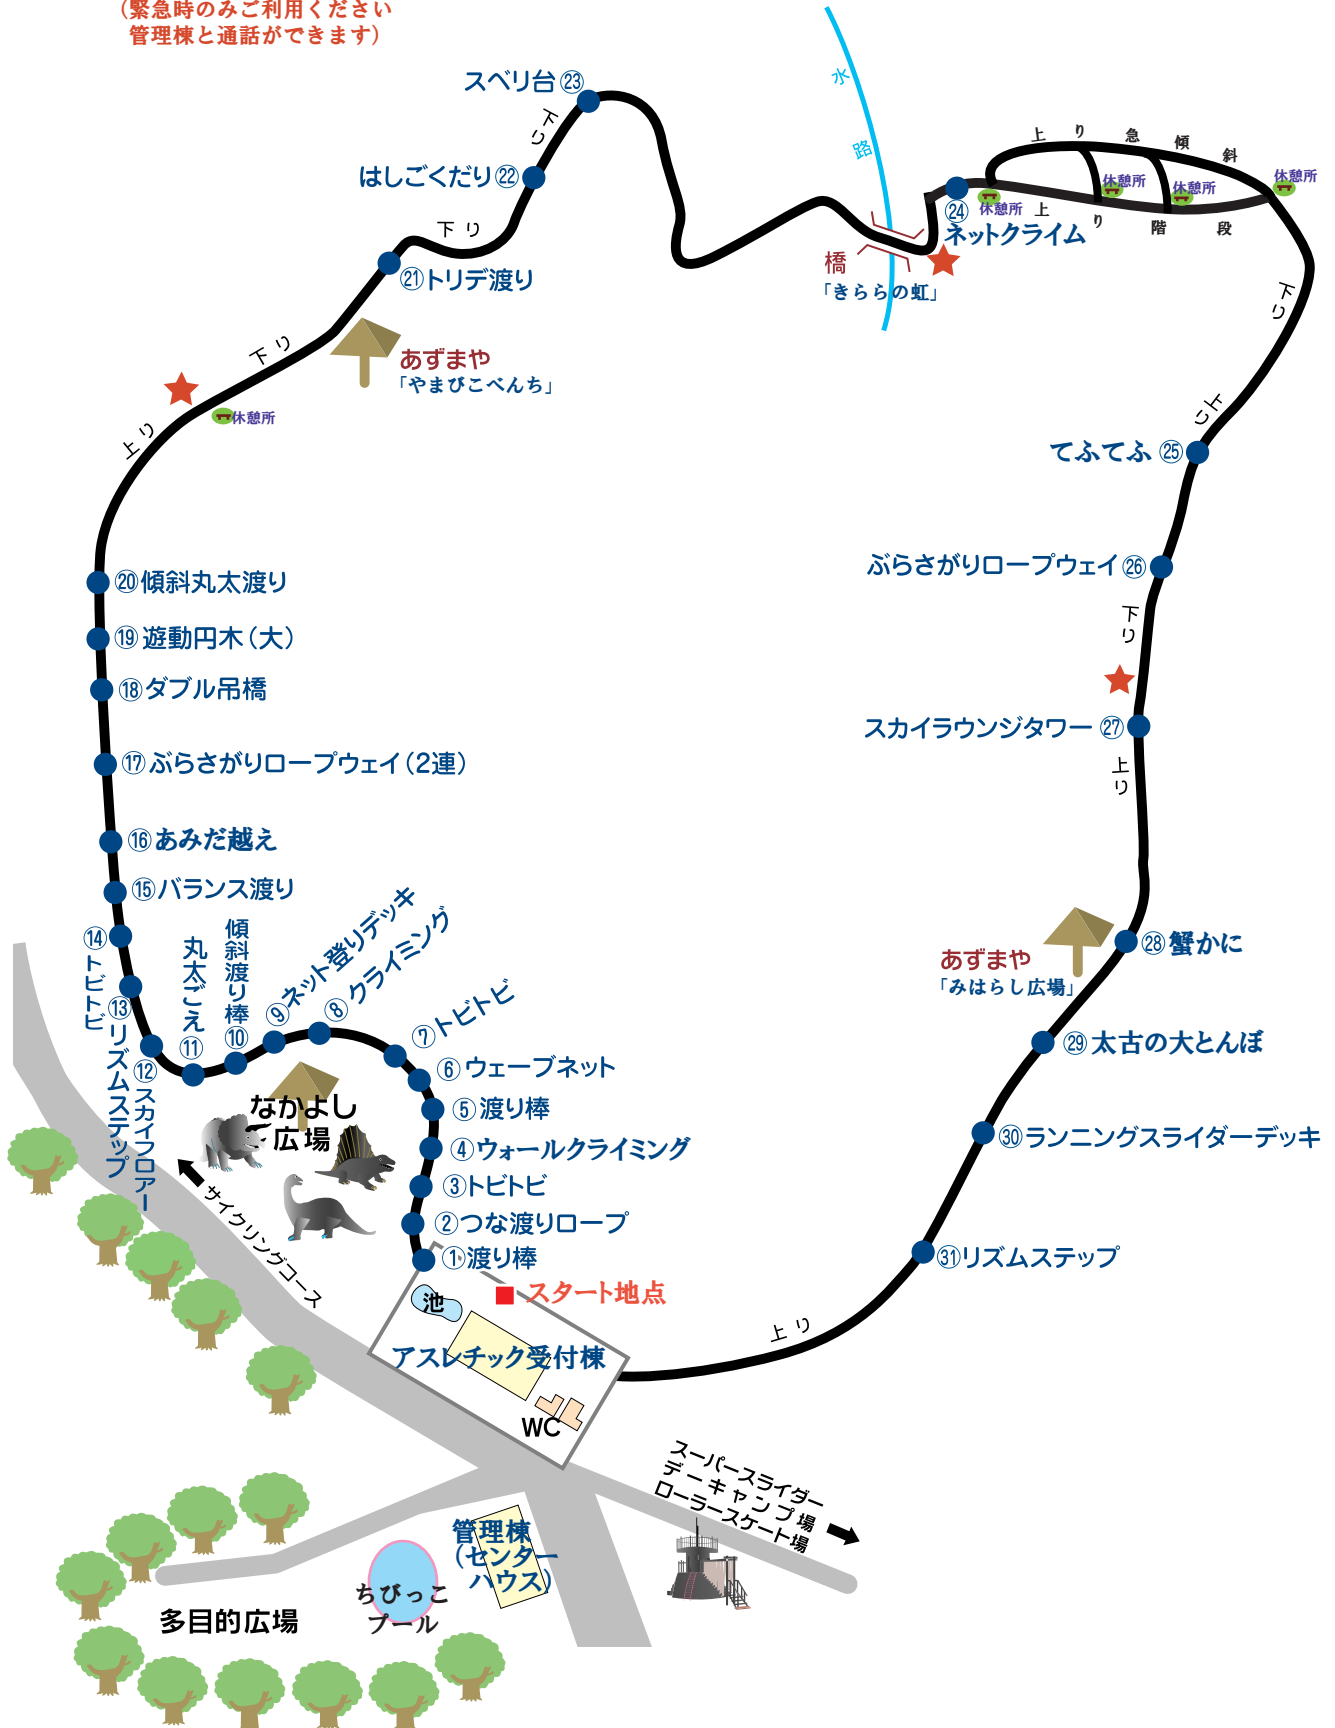 （緊急時のみご利用ください
管理棟と通話ができます）
スベリ台㉓
下り
水路
はしごくだり㉒
下り
㉑トリデ渡り
上り急傾斜
休憩所
休憩所
休憩所
休憩所
上り階段
㉔
ネットクライム
橋
「きららの虹」
下り
下り
あずまや
「やまびこべんち」
休憩所
上り
上り
てふてふ㉕
ぶらさがりロープウェイ㉖
下り
スカイラウンジタワー㉗
上り
⑳傾斜丸太渡り
⑲遊動円木（大）
⑱ダブル吊橋
⑰ぶらさがりロープウェイ（2連）
⑯あみだ越え
⑮バランス渡り
⑭トビトビ
⑬リズムステップ
⑫スカイフロアー
⑪丸太ごえ
⑩傾斜渡り棒
⑨ネット登りデッキ
⑧クライミング
⑦トビトビ
⑥ウェーブネット
⑤渡り棒
④ウォールクライミング
③トビトビ
②つな渡りロープ
①渡り棒
なかよし
広場
サイクリングコース
あずまや
「みはらし広場」
㉘蟹かに
㉙太古の大とんぼ
㉚ランニングスライダーデッキ
㉛リズムステップ
上り
スタート地点
池
アスレチック受付棟
WC
スーパースライダー
デーキャンプ場
ローラースケート場
管理棟
（センター
ハウス）
ちびっこ
プール
多目的広場